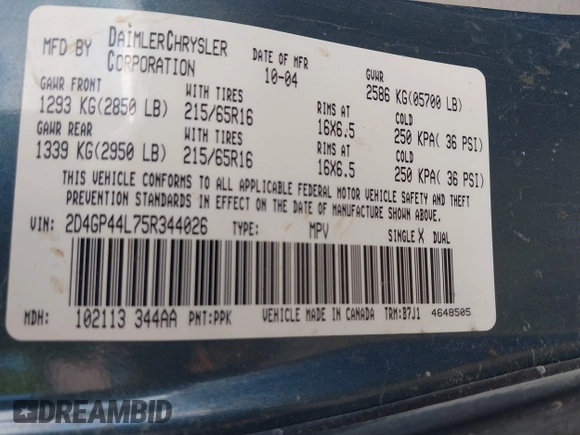 MFD BY DAIMLERCHRYSLER CORPORATION
DATE OF MFR 10-04
GVWR 2586 KG(05700 LB)
GAWR FRONT WITH TIRES RIMS AT COLD
1293 KG(2850 LB) 215/65R16 16X6.5 250 KPA( 36 PSI)
GAWR REAR WITH TIRES RIMS AT COLD
1339 KG(2950 LB) 215/65R16 16X6.5 250 KPA( 36 PSI)
THIS VEHICLE CONFORMS TO ALL APPLICABLE FEDERAL MOTOR VEHICLE SAFETY AND THEFT
PREVENTION STANDARDS IN EFFECT ON THE DATE OF MANUFACTURE SHOWN ABOVE.
VIN: 2D4GP44L75R344026 TYPE: MPV SINGLE X DUAL
MDH: 102113 344AA PNT:PPK VEHICLE MADE IN CANADA TRM:B7J1 4648505
DREAMBID